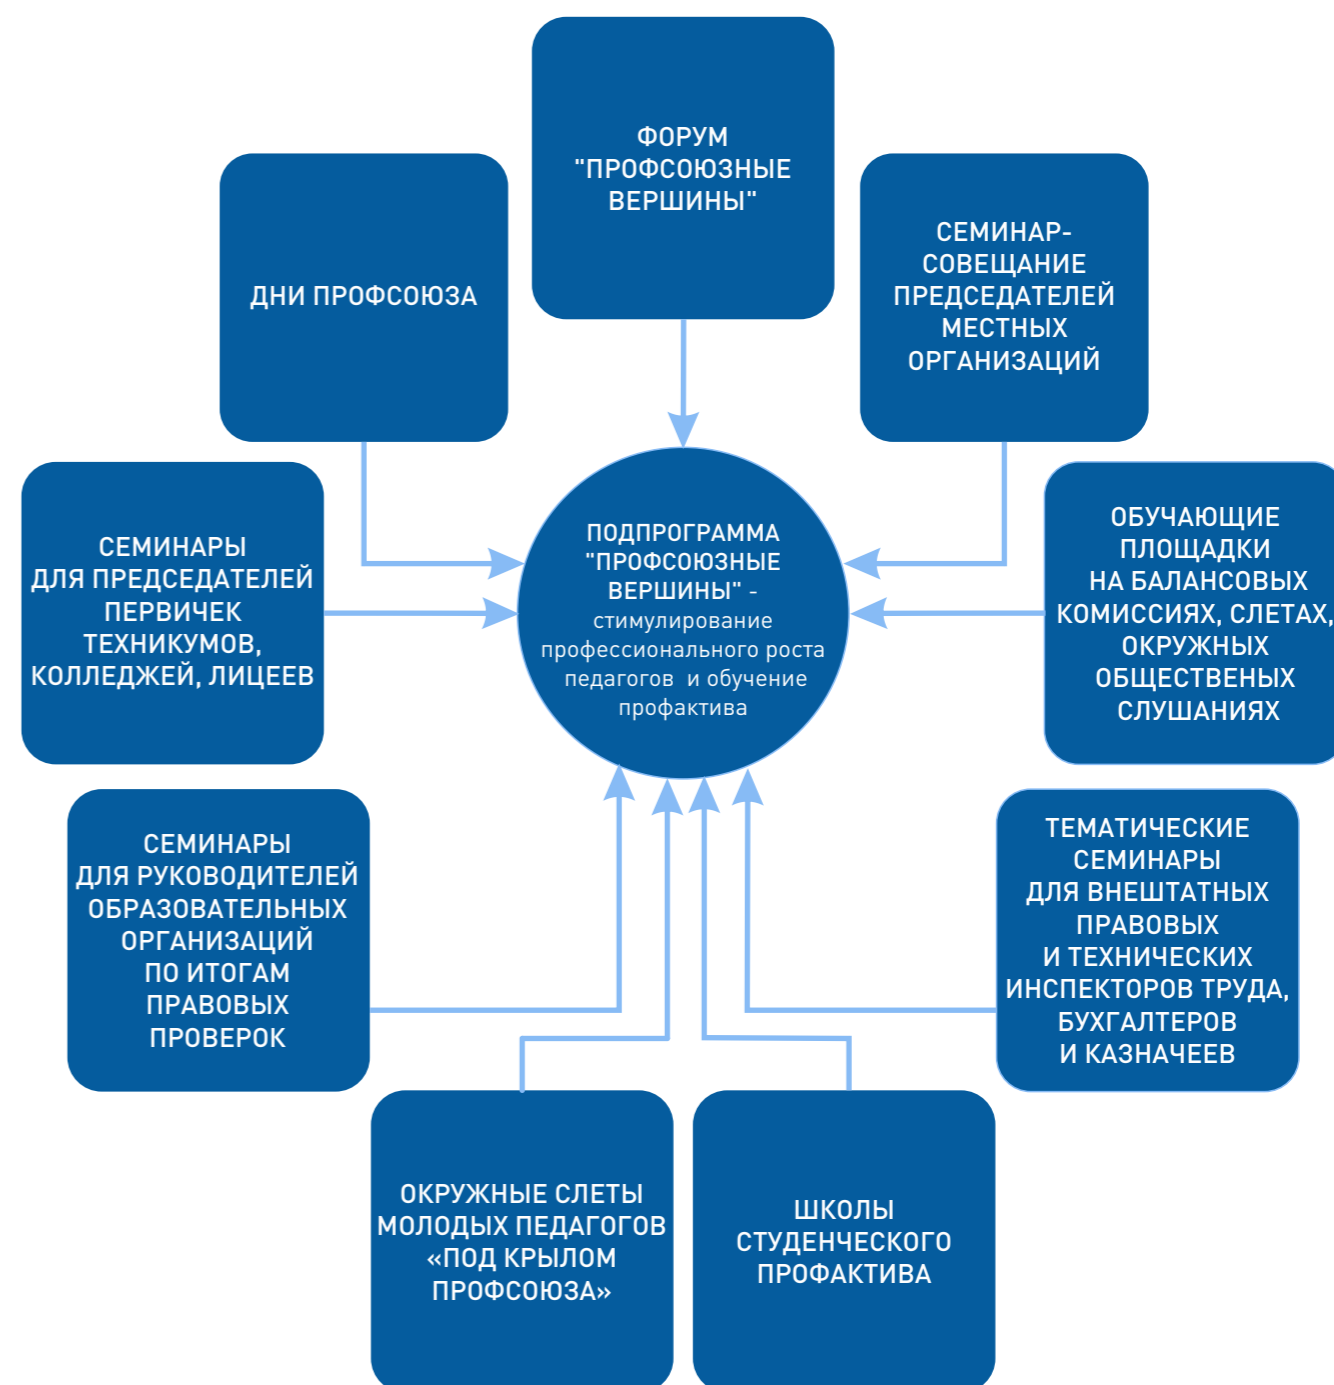 ФОРУМ
"ПРОФСОЮЗНЫЕ
ВЕРШИНЫ"
ДНИ ПРОФСОЮЗА
СЕМИНАР-
СОВЕЩАНИЕ
ПРЕДСЕДАТЕЛЕЙ
МЕСТНЫХ
ОРГАНИЗАЦИЙ
СЕМИНАРЫ
ДЛЯ ПРЕДСЕДАТЕЛЕЙ
ПЕРВИЧЕК
ТЕХНИКУМОВ,
КОЛЛЕДЖЕЙ, ЛИЦЕЕВ
ПОДПРОГРАММА
"ПРОФСОЮЗНЫЕ
ВЕРШИНЫ" -
стимулирование
профессионального роста
педагогов и обучение
профактива
ОБУЧАЮЩИЕ
ПЛОЩАДКИ
НА БАЛАНСОВЫХ
КОМИССИЯХ, СЛЕТАХ,
ОКРУЖНЫХ
ОБЩЕСТВЕНЫХ
СЛУШАНИЯХ
СЕМИНАРЫ
ДЛЯ РУКОВОДИТЕЛЕЙ
ОБРАЗОВАТЕЛЬНЫХ
ОРГАНИЗАЦИЙ
ПО ИТОГАМ
ПРАВОВЫХ
ПРОВЕРОК
ТЕМАТИЧЕСКИЕ
СЕМИНАРЫ
ДЛЯ ВНЕШТАТНЫХ
ПРАВОВЫХ
И ТЕХНИЧЕСКИХ
ИНСПЕКТОРОВ ТРУДА,
БУХГАЛТЕРОВ
И КАЗНАЧЕЕВ
ОКРУЖНЫЕ СЛЕТЫ
МОЛОДЫХ ПЕДАГОГОВ
«ПОД КРЫЛОМ
ПРОФСОЮЗА»
ШКОЛЫ
СТУДЕНЧЕСКОГО
ПРОФАКТИВА